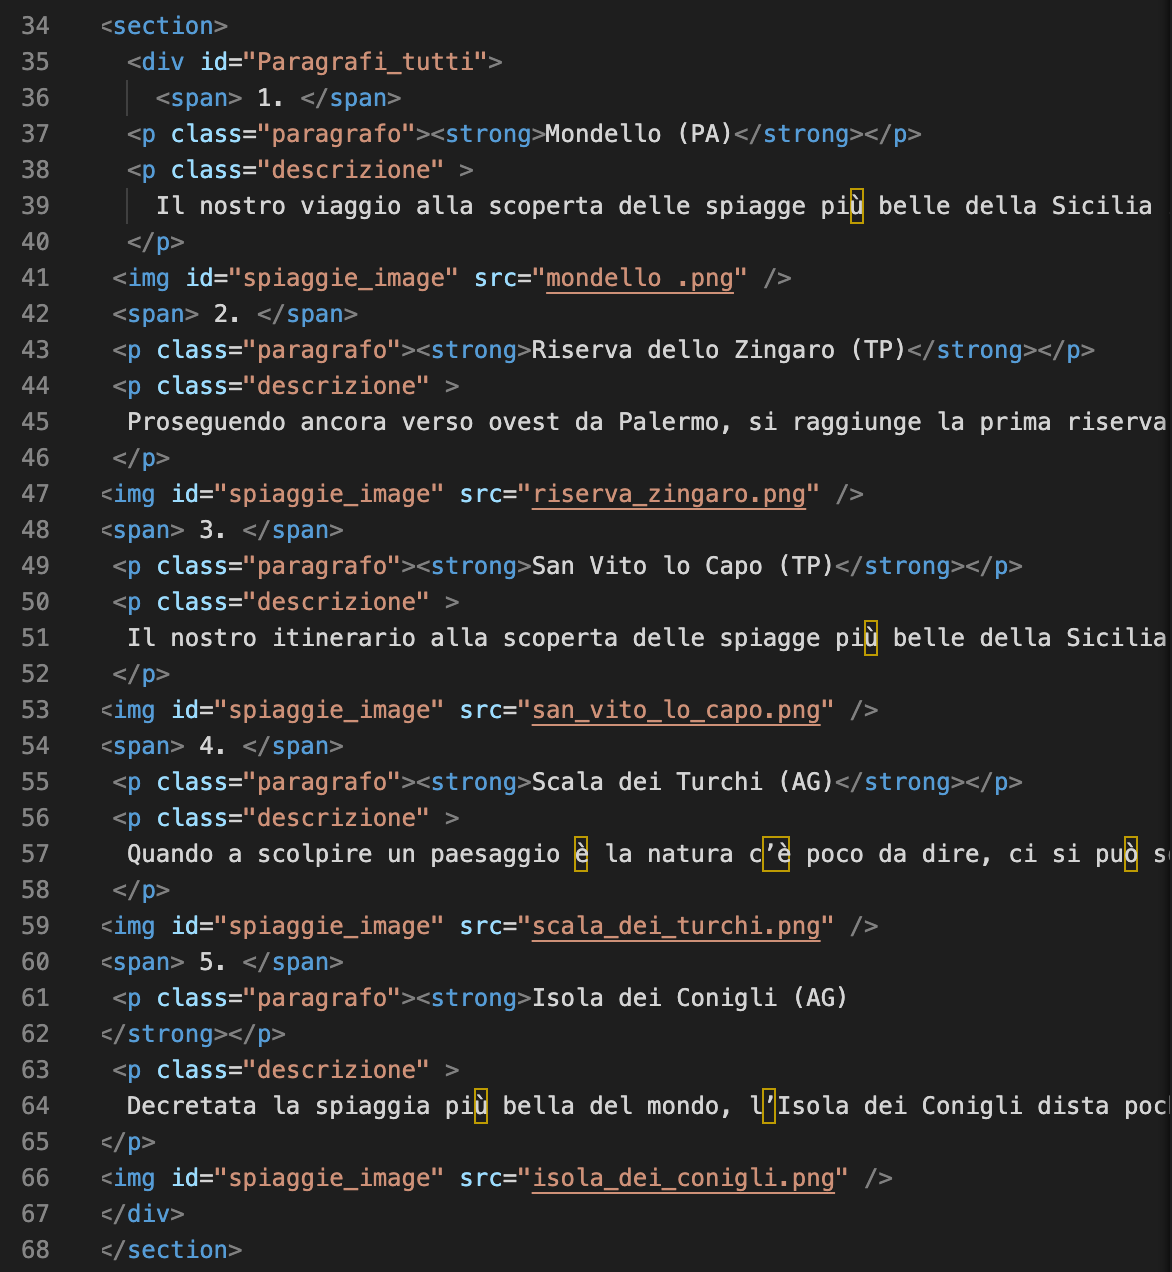 34 <section>
35 <div id="Paragrafi_tutti">
36 <span> 1. </span>
37 <p class="paragrafo"><strong>Mondello (PA)</strong></p>
38 <p class="descrizione" >
39 Il nostro viaggio alla scoperta delle spiagge più belle della Sicilia
40 </p>
41 <img id="spiaggie_image" src="mondello .png" />
42 <span> 2. </span>
43 <p class="paragrafo"><strong>Riserva dello Zingaro (TP)</strong></p>
44 <p class="descrizione" >
45 Proseguendo ancora verso ovest da Palermo, si raggiunge la prima riserva
46 </p>
47 <img id="spiaggie_image" src="riserva_zingaro.png" />
48 <span> 3. </span>
49 <p class="paragrafo"><strong>San Vito lo Capo (TP)</strong></p>
50 <p class="descrizione" >
51 Il nostro itinerario alla scoperta delle spiagge più belle della Sicilia
52 </p>
53 <img id="spiaggie_image" src="san_vito_lo_capo.png" />
54 <span> 4. </span>
55 <p class="paragrafo"><strong>Scala dei Turchi (AG)</strong></p>
56 <p class="descrizione" >
57 Quando a scolpire un paesaggio è la natura c’è poco da dire, ci si può
58 </p>
59 <img id="spiaggie_image" src="scala_dei_turchi.png" />
60 <span> 5. </span>
61 <p class="paragrafo"><strong>Isola dei Conigli (AG)
62 </strong></p>
63 <p class="descrizione" >
64 Decretata la spiaggia più bella del mondo, l’Isola dei Conigli dista
65 </p>
66 <img id="spiaggie_image" src="isola_dei_conigli.png" />
67 </div>
68 </section>